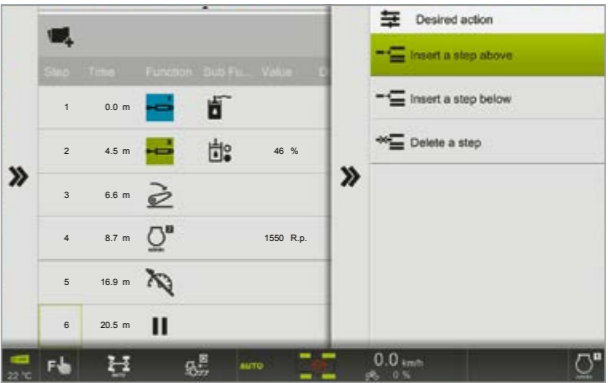 Desired action
Step Time Function Sub Fu... Value D
Insert a step above
1 0.0 m
Insert a step below
2 4.5 m 46 %
Delete a step
3 6.6 m
4 8.7 m 1550 R.p.
5 16.9 m
6 20.5 m
22 °C F AUTO AUTO 0.0 km/h
0 %